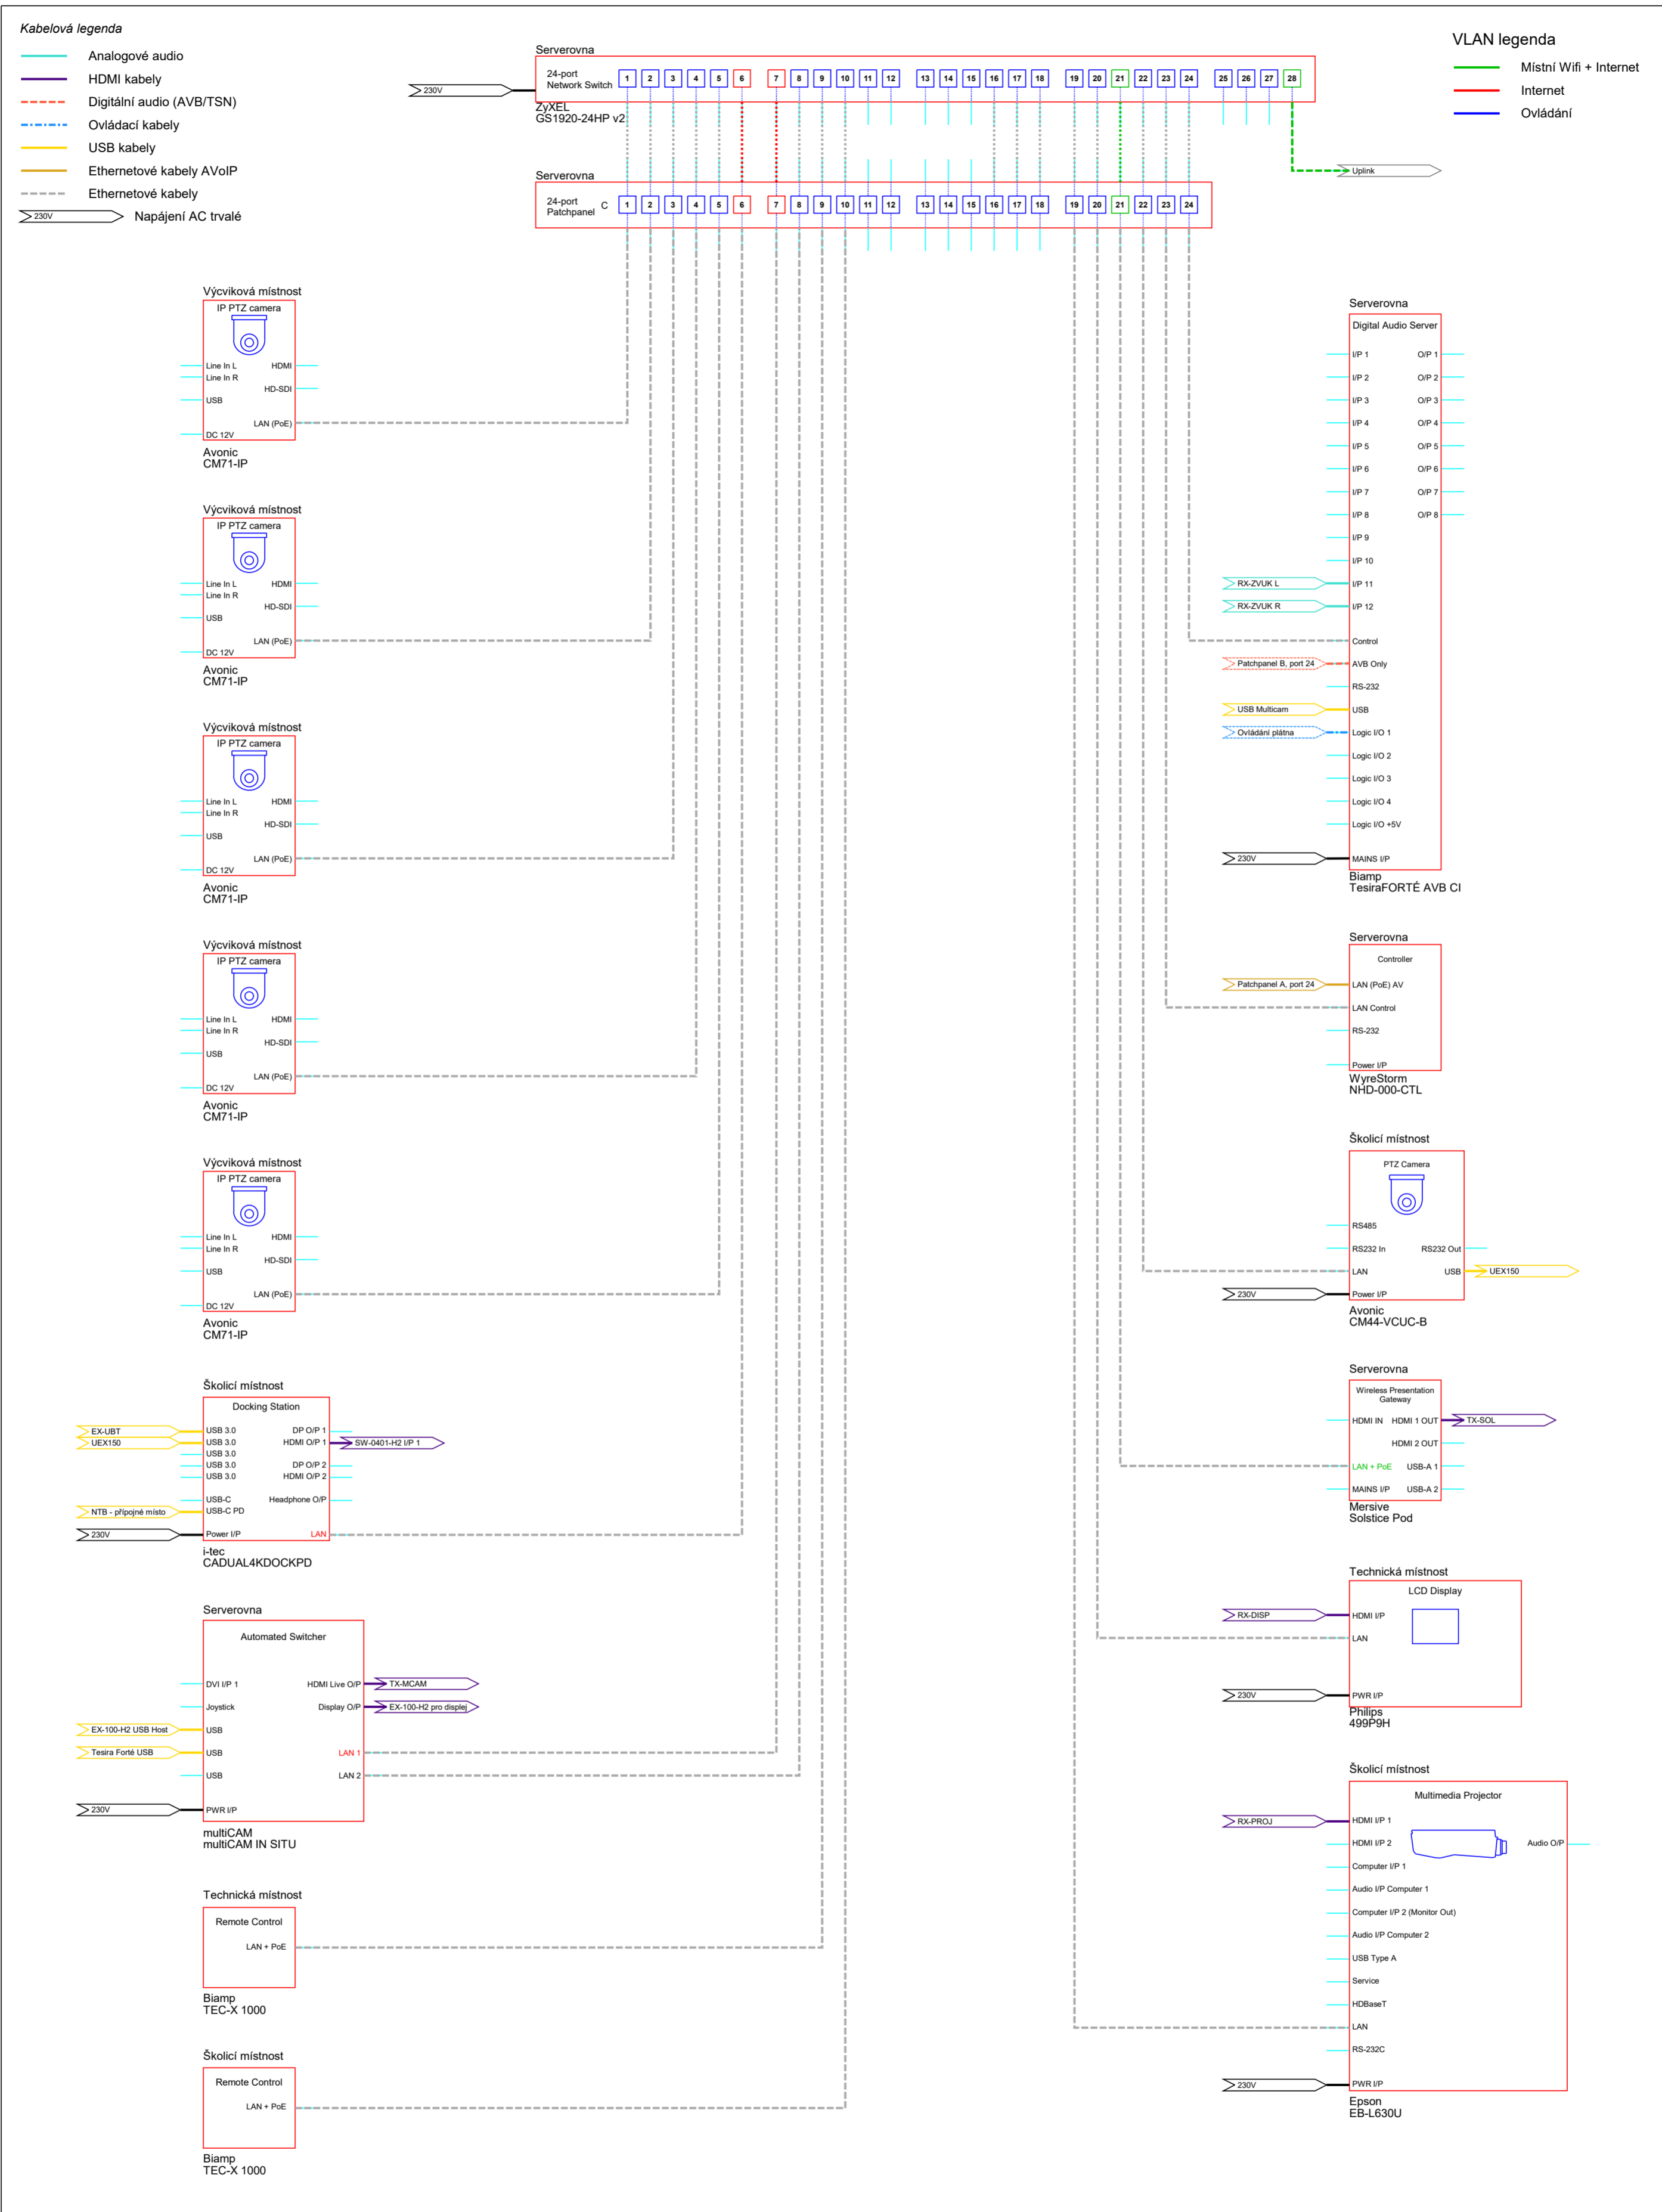 Kabelová legenda
Analogové audio
HDMI kabely
Digitální audio (AVB/TSN)
Ovládací kabely
USB kabely
Ethernetové kabely AVoIP
Ethernetové kabely
230V
Napájení AC trvalé
VLAN legenda
Místní Wifi + Internet
Internet
Ovládání
Serverovna
230V
24-port
Network Switch
1 2 3 4 5 6 7 8 9 10 11 12 13 14 15 16 17 18 19 20 21 22 23 24 25 26 27 28
ZyXEL
GS1920-24HP v2
Uplink
Serverovna
24-port
Patchpanel
C
1 2 3 4 5 6 7 8 9 10 11 12 13 14 15 16 17 18 19 20 21 22 23 24
Výcviková místnost
IP PTZ camera
Line In L
HDMI
Line In R
HD-SDI
USB
LAN (PoE)
DC 12V
Avonic
CM71-IP
Výcviková místnost
IP PTZ camera
Line In L
HDMI
Line In R
HD-SDI
USB
LAN (PoE)
DC 12V
Avonic
CM71-IP
Výcviková místnost
IP PTZ camera
Line In L
HDMI
Line In R
HD-SDI
USB
LAN (PoE)
DC 12V
Avonic
CM71-IP
Výcviková místnost
IP PTZ camera
Line In L
HDMI
Line In R
HD-SDI
USB
LAN (PoE)
DC 12V
Avonic
CM71-IP
Výcviková místnost
IP PTZ camera
Line In L
HDMI
Line In R
HD-SDI
USB
LAN (PoE)
DC 12V
Avonic
CM71-IP
Školicí místnost
Docking Station
EX-UBT
USB 3.0
DP O/P 1
UEX150
USB 3.0
HDMI O/P 1
SW-0401-H2 I/P 1
USB 3.0
USB 3.0
DP O/P 2
USB 3.0
HDMI O/P 2
USB-C
Headphone O/P
NTB - přípojné místo
USB-C PD
230V
Power I/P
LAN
i-tec
CADUAL4KDOCKPD
Serverovna
Automated Switcher
DVI I/P 1
HDMI Live O/P
TX-MCAM
Joystick
Display O/P
EX-100-H2 pro displej
EX-100-H2 USB Host
USB
Tesira Forté USB
USB
LAN 1
USB
LAN 2
230V
PWR I/P
multiCAM
multiCAM IN SITU
Technická místnost
Remote Control
LAN + PoE
Biamp
TEC-X 1000
Školicí místnost
Remote Control
LAN + PoE
Biamp
TEC-X 1000
Serverovna
Digital Audio Server
I/P 1
O/P 1
I/P 2
O/P 2
I/P 3
O/P 3
I/P 4
O/P 4
I/P 5
O/P 5
I/P 6
O/P 6
I/P 7
O/P 7
I/P 8
O/P 8
I/P 9
I/P 10
RX-ZVUK L
I/P 11
RX-ZVUK R
I/P 12
Control
Patchpanel B, port 24
AVB Only
RS-232
USB Multicam
USB
Ovládání plátna
Logic I/O 1
Logic I/O 2
Logic I/O 3
Logic I/O 4
Logic I/O +5V
230V
MAINS I/P
Biamp
TesiraFORTÉ AVB CI
Serverovna
Controller
Patchpanel A, port 24
LAN (PoE) AV
LAN Control
RS-232
Power I/P
WyreStorm
NHD-000-CTL
Školicí místnost
PTZ Camera
RS485
RS232 In
RS232 Out
LAN
USB
UEX150
230V
Power I/P
Avonic
CM44-VCUC-B
Serverovna
Wireless Presentation
Gateway
HDMI IN
HDMI 1 OUT
TX-SOL
HDMI 2 OUT
LAN + PoE
USB-A 1
MAINS I/P
USB-A 2
Mersive
Solstice Pod
Technická místnost
LCD Display
RX-DISP
HDMI I/P
LAN
230V
PWR I/P
Philips
499P9H
Školicí místnost
Multimedia Projector
RX-PROJ
HDMI I/P 1
HDMI I/P 2
Audio O/P
Computer I/P 1
Audio I/P Computer 1
Computer I/P 2 (Monitor Out)
Audio I/P Computer 2
USB Type A
Service
HDBaseT
LAN
RS-232C
230V
PWR I/P
Epson
EB-L630U